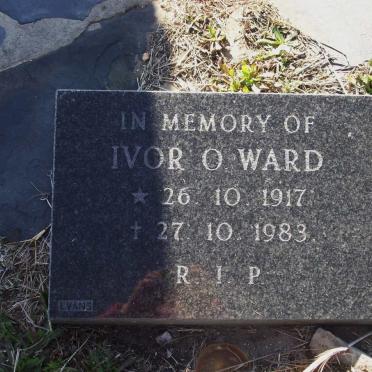 IN MEMORY OF
IVOR O. WARD
★ 26. 10. 1917
† 27. 10. 1983.
R. I. P
EVANS